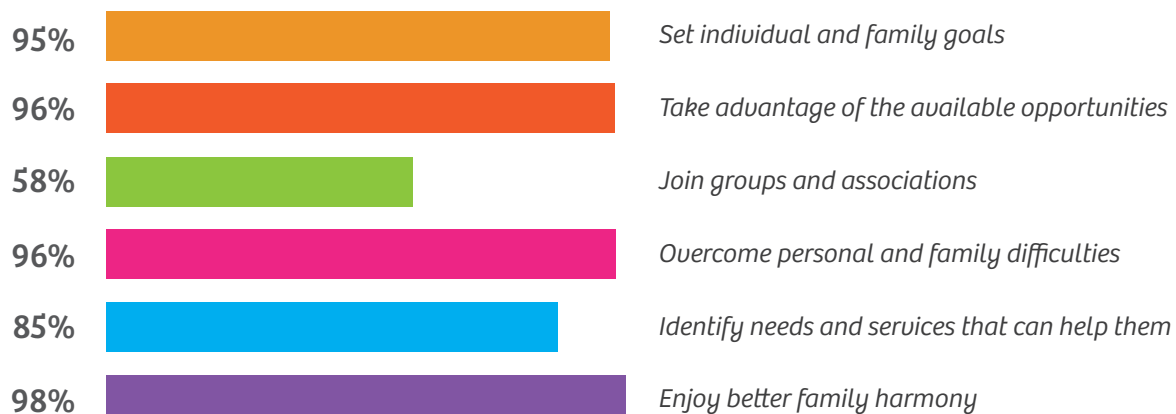 95% Set individual and family goals
96% Take advantage of the available opportunities
58% Join groups and associations
96% Overcome personal and family difficulties
85% Identify needs and services that can help them
98% Enjoy better family harmony